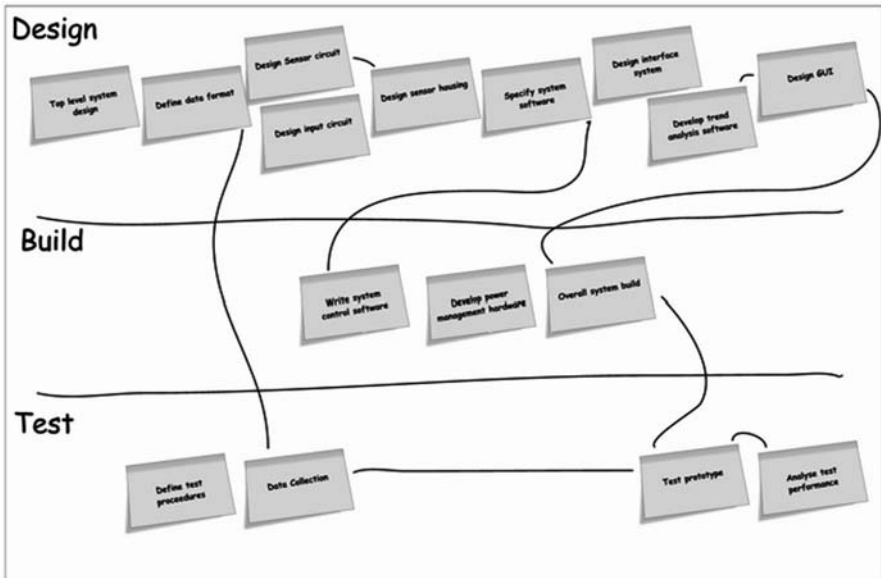 Design
Top level system
design
Define data format
Design Sensor circuit
Design input circuit
Design sensor housing
Specify system
software
Design interface
system
Develop trend
analysis software
Design GUI
Build
Write system
control software
Develop power
management hardware
Overall system build
Test
Define test
proceedures
Data Collection
Test prototype
Analyse test
performance